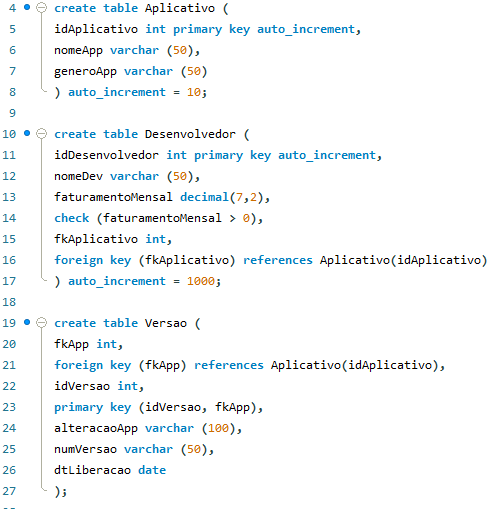 4 create table Aplicativo (
5 idAplicativo int primary key auto_increment,
6 nomeApp varchar (50),
7 generoApp varchar (50)
8 ) auto_increment = 10;
9
10 create table Desenvolvedor (
11 idDesenvolvedor int primary key auto_increment,
12 nomeDev varchar (50),
13 faturamentoMensal decimal(7,2),
14 check (faturamentoMensal > 0),
15 fkAplicativo int,
16 foreign key (fkAplicativo) references Aplicativo(idAplicativo)
17 ) auto_increment = 1000;
18
19 create table Versao (
20 fkApp int,
21 foreign key (fkApp) references Aplicativo(idAplicativo),
22 idVersao int,
23 primary key (idVersao, fkApp),
24 alteracaoApp varchar (100),
25 numVersao varchar (50),
26 dtLiberacao date
27 );